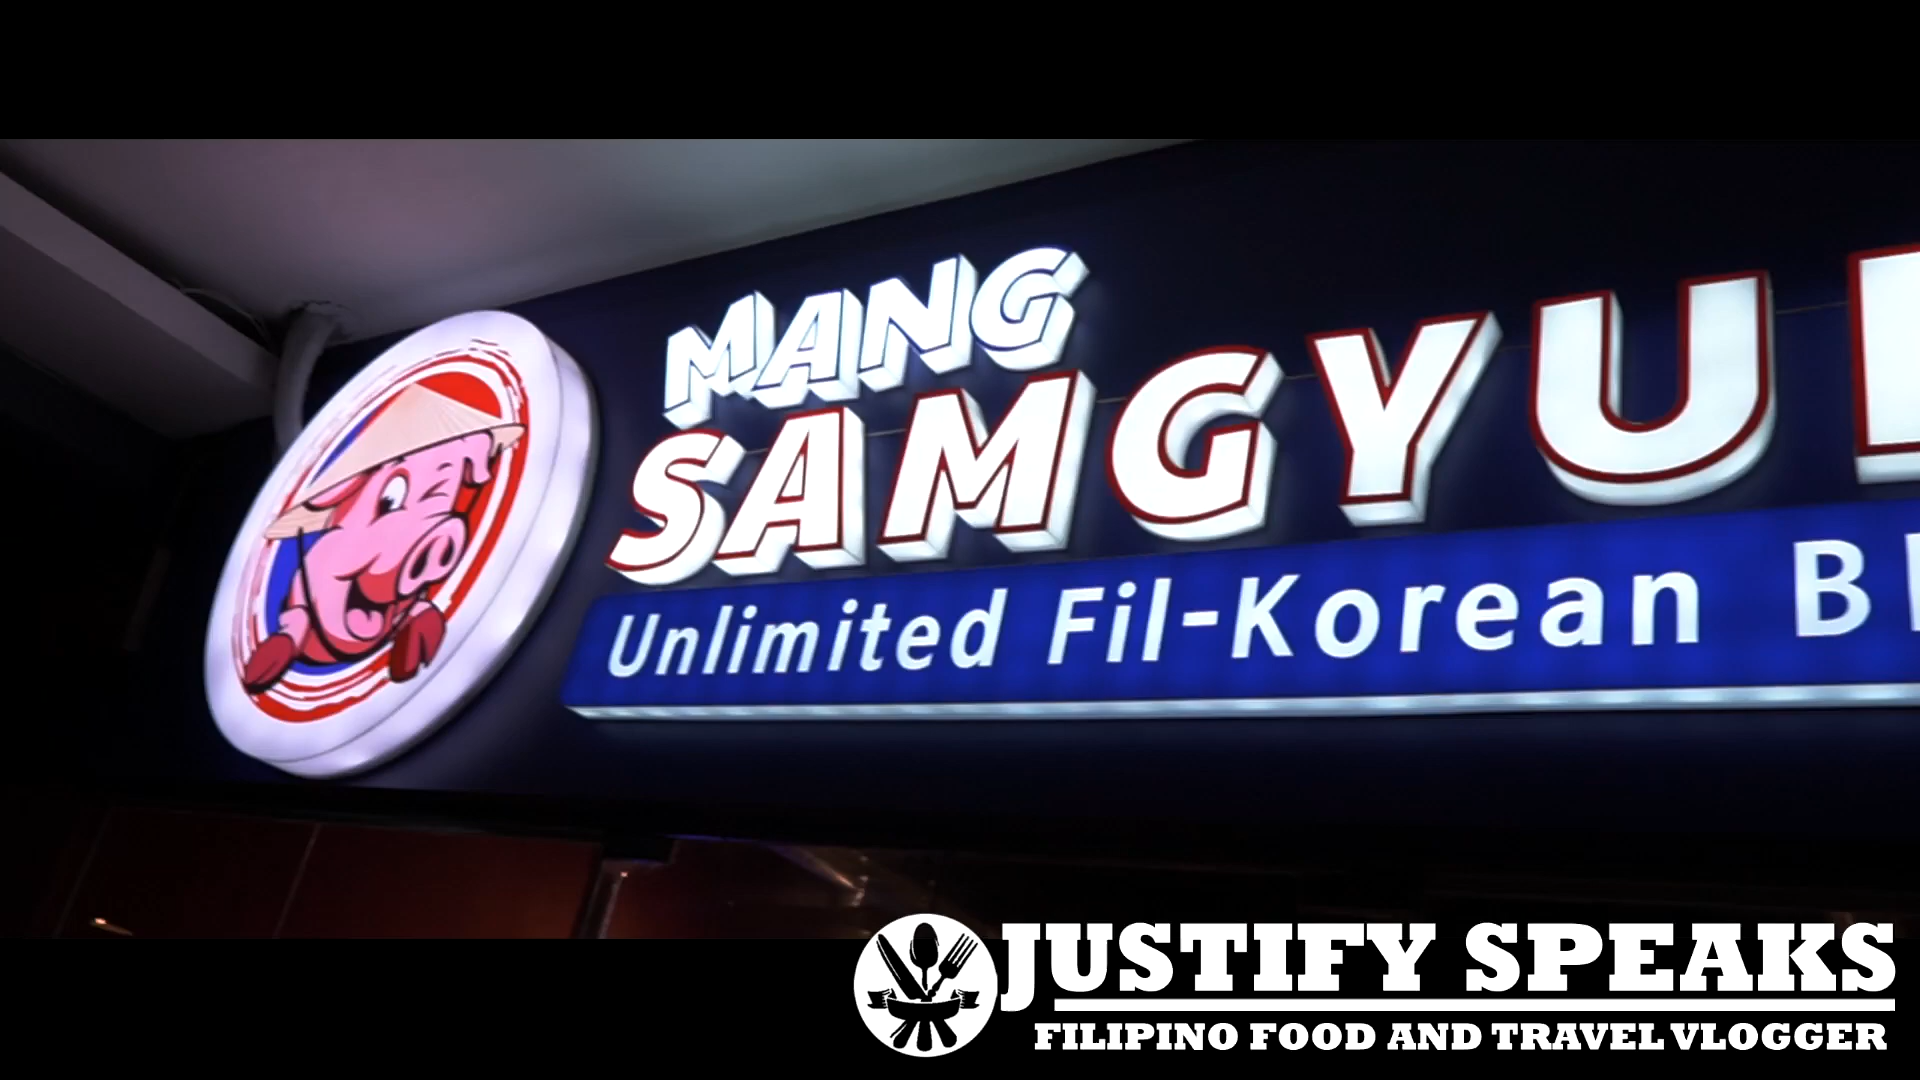 MANG
SAMGYU
Unlimited Fil-Korean
JUSTIFY SPEAKS
FILIPINO FOOD AND TRAVEL VLOGGER